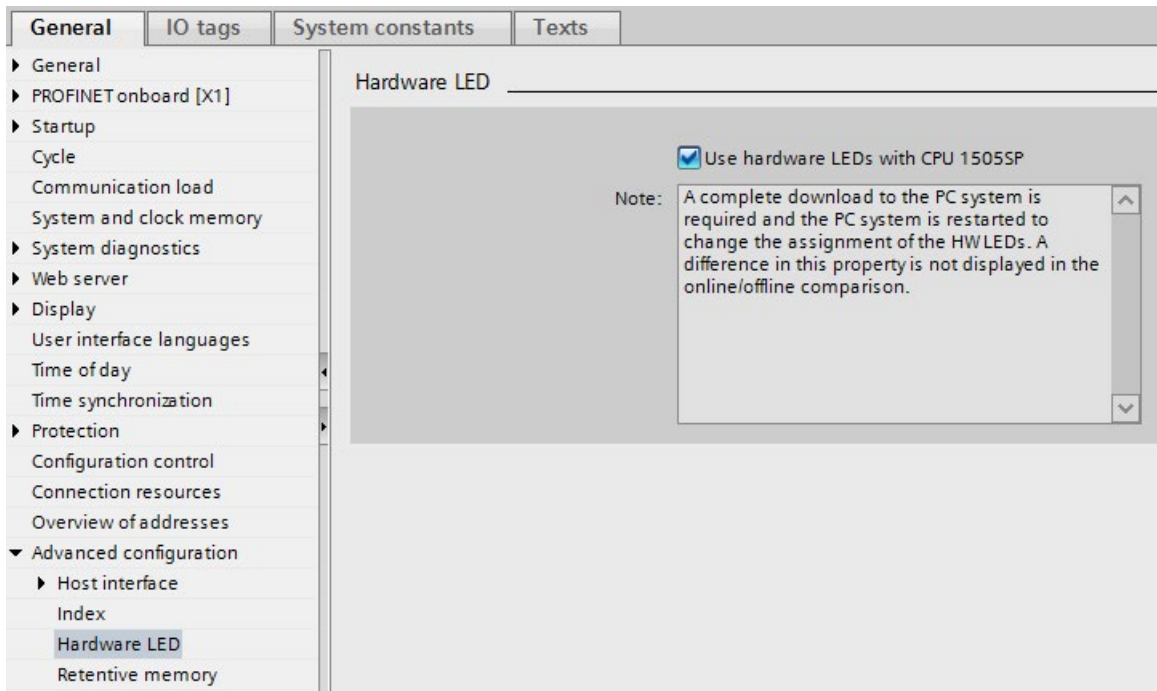 General
IO tags
System constants
Texts
General
PROFINET onboard [X1]
Startup
Cycle
Communication load
System and clock memory
System diagnostics
Web server
Display
User interface languages
Time of day
Time synchronization
Protection
Configuration control
Connection resources
Overview of addresses
Advanced configuration
Host interface
Index
Hardware LED
Retentive memory
Hardware LED
Use hardware LEDs with CPU 1505SP
Note:
A complete download to the PC system is
required and the PC system is restarted to
change the assignment of the HW LEDs. A
difference in this property is not displayed in the
online/offline comparison.